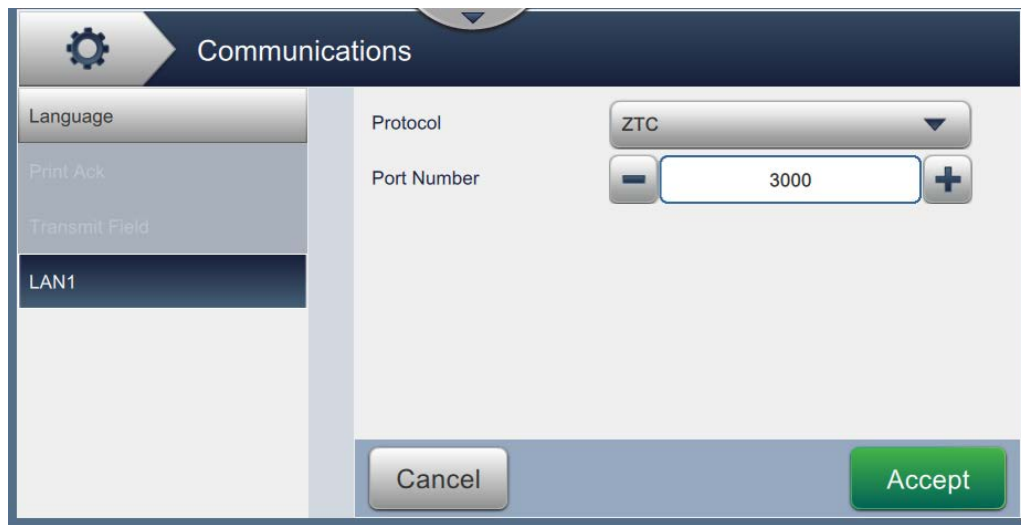 Communications
Language
Print Ack
Transmit Field
LAN1
Protocol
ZTC
Port Number
3000
Cancel
Accept